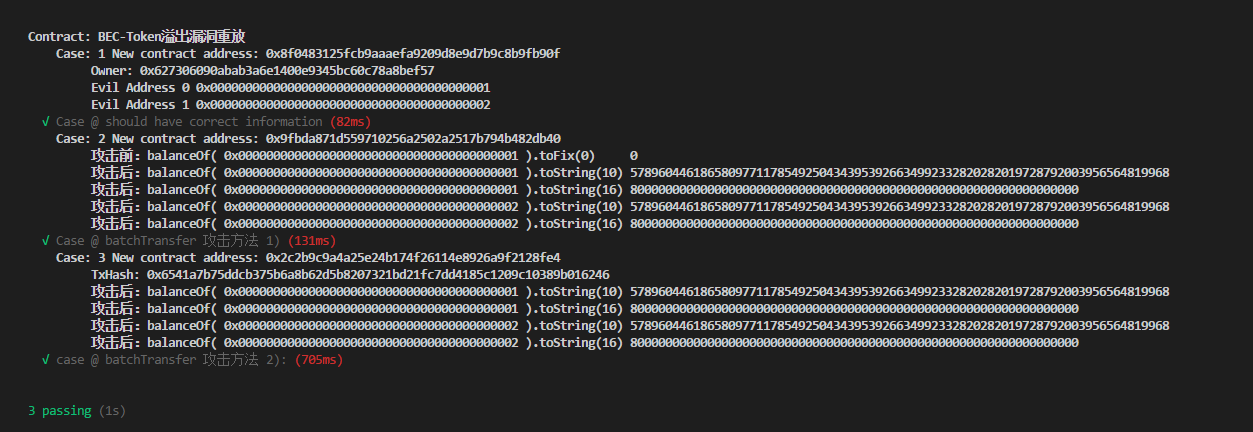 Contract: BEC-Token溢出漏洞重放
Case: 1 New contract address: 0x8f0483125fcb9aaaefa9209d8e9d7b9c8b9fb90f
Owner: 0x627306090abab3a6e1400e9345bc60c78a8bef57
Evil Address 0 0x0000000000000000000000000000000000000001
Evil Address 1 0x0000000000000000000000000000000000000002
√ Case @ should have correct information (82ms)
Case: 2 New contract address: 0x9fbda871d559710256a2502a2517b794b482db40
攻击前: balanceOf( 0x0000000000000000000000000000000000000001 ).toFix(0) 0
攻击后: balanceOf( 0x0000000000000000000000000000000000000001 ).toString(10) 57896044618658097711785492504343953926634992332820282019728792003956564819968
攻击后: balanceOf( 0x0000000000000000000000000000000000000001 ).toString(16) 8000000000000000000000000000000000000000000000000000000000000000
攻击后: balanceOf( 0x0000000000000000000000000000000000000002 ).toString(10) 57896044618658097711785492504343953926634992332820282019728792003956564819968
攻击后: balanceOf( 0x0000000000000000000000000000000000000002 ).toString(16) 8000000000000000000000000000000000000000000000000000000000000000
√ Case @ batchTransfer 攻击方法 1) (131ms)
Case: 3 New contract address: 0x2c2b9c9a4a25e24b174f26114e8926a9f2128fe4
TxHash: 0x6541a7b75ddcb375b6a8b62d5b8207321bd21fc7dd4185c1209c10389b016246
攻击后: balanceOf( 0x0000000000000000000000000000000000000001 ).toString(10) 57896044618658097711785492504343953926634992332820282019728792003956564819968
攻击后: balanceOf( 0x0000000000000000000000000000000000000001 ).toString(16) 8000000000000000000000000000000000000000000000000000000000000000
攻击后: balanceOf( 0x0000000000000000000000000000000000000002 ).toString(10) 57896044618658097711785492504343953926634992332820282019728792003956564819968
攻击后: balanceOf( 0x0000000000000000000000000000000000000002 ).toString(16) 8000000000000000000000000000000000000000000000000000000000000000
√ case @ batchTransfer 攻击方法 2): (705ms)
3 passing (1s)